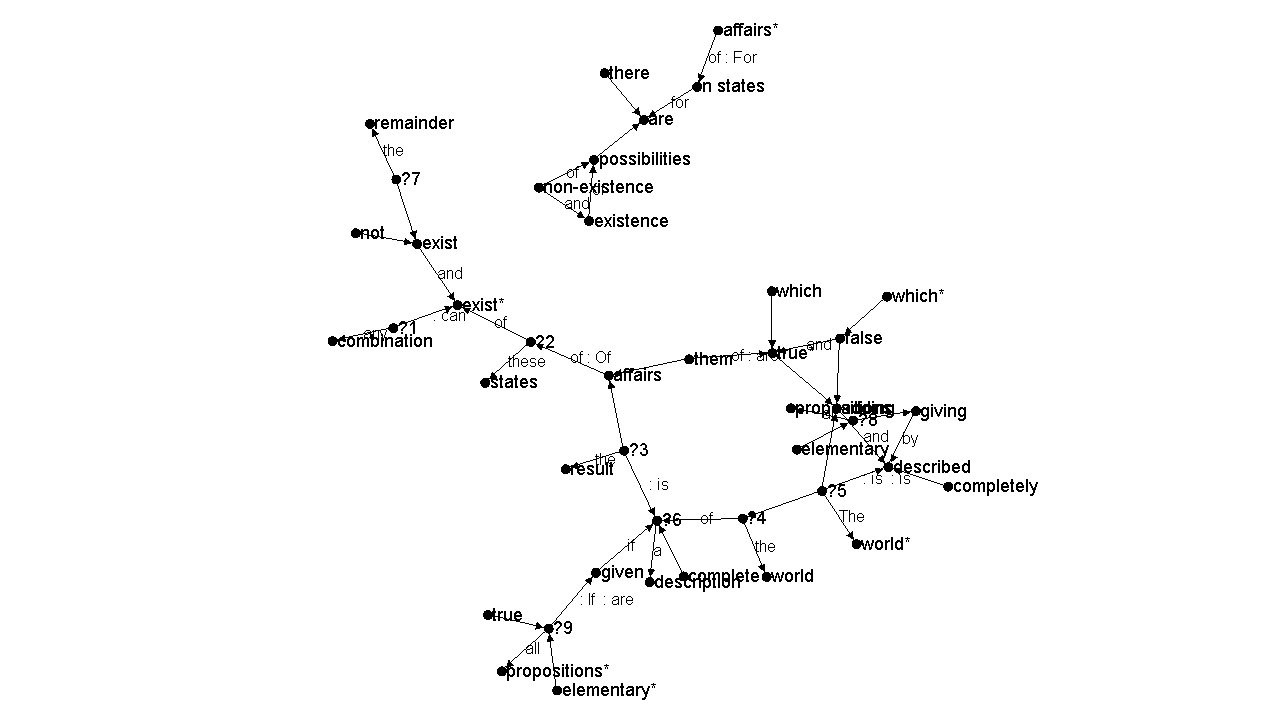 affairs*
of : For
there
n states
for
are
remainder
the
possibilities
of
?7
non-existence
and
existence
not
exist
and
which
which*
exist*
: can
of
any
?1
combination
?22
and
false
these
of : Of
them
of : are
true
states
affairs
propositions
giving
?8
and
by
elementary
the
?3
result
described
: is
: is : is
?5
completely
The
?6
of
?4
world*
if
a
the
given
complete
world
description
: If : are
true
?9
all
propositions*
elementary*